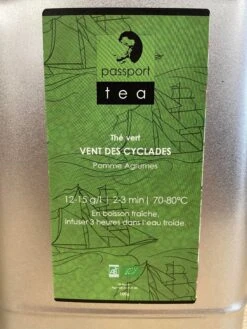 passport
tea
Thé vert
VENT DES CYCLADES
Pomme Agrumes
12-15 g/l | 2-3 min | 70-80°C
En boisson fraîche,
infuser 3 heures dans l'eau froide.
AB